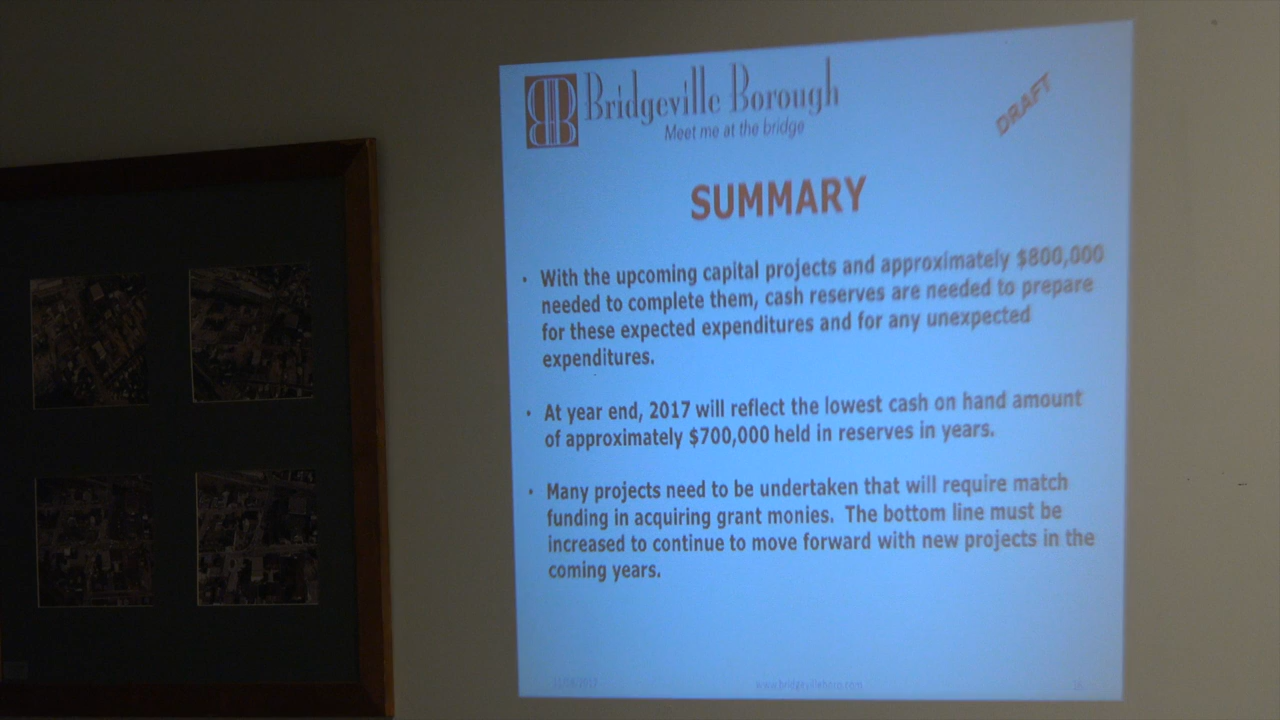 Bridgeville Borough
Meet me at the bridge
DRAFT
SUMMARY
• With the upcoming capital projects and approximately $800,000
needed to complete them, cash reserves are needed to prepare
for these expected expenditures and for any unexpected
expenditures.
• At year end, 2017 will reflect the lowest cash on hand amount
of approximately $700,000 held in reserves in years.
• Many projects need to be undertaken that will require match
funding in acquiring grant monies. The bottom line must be
increased to continue to move forward with new projects in the
coming years.
www.bridgevilleboro.com